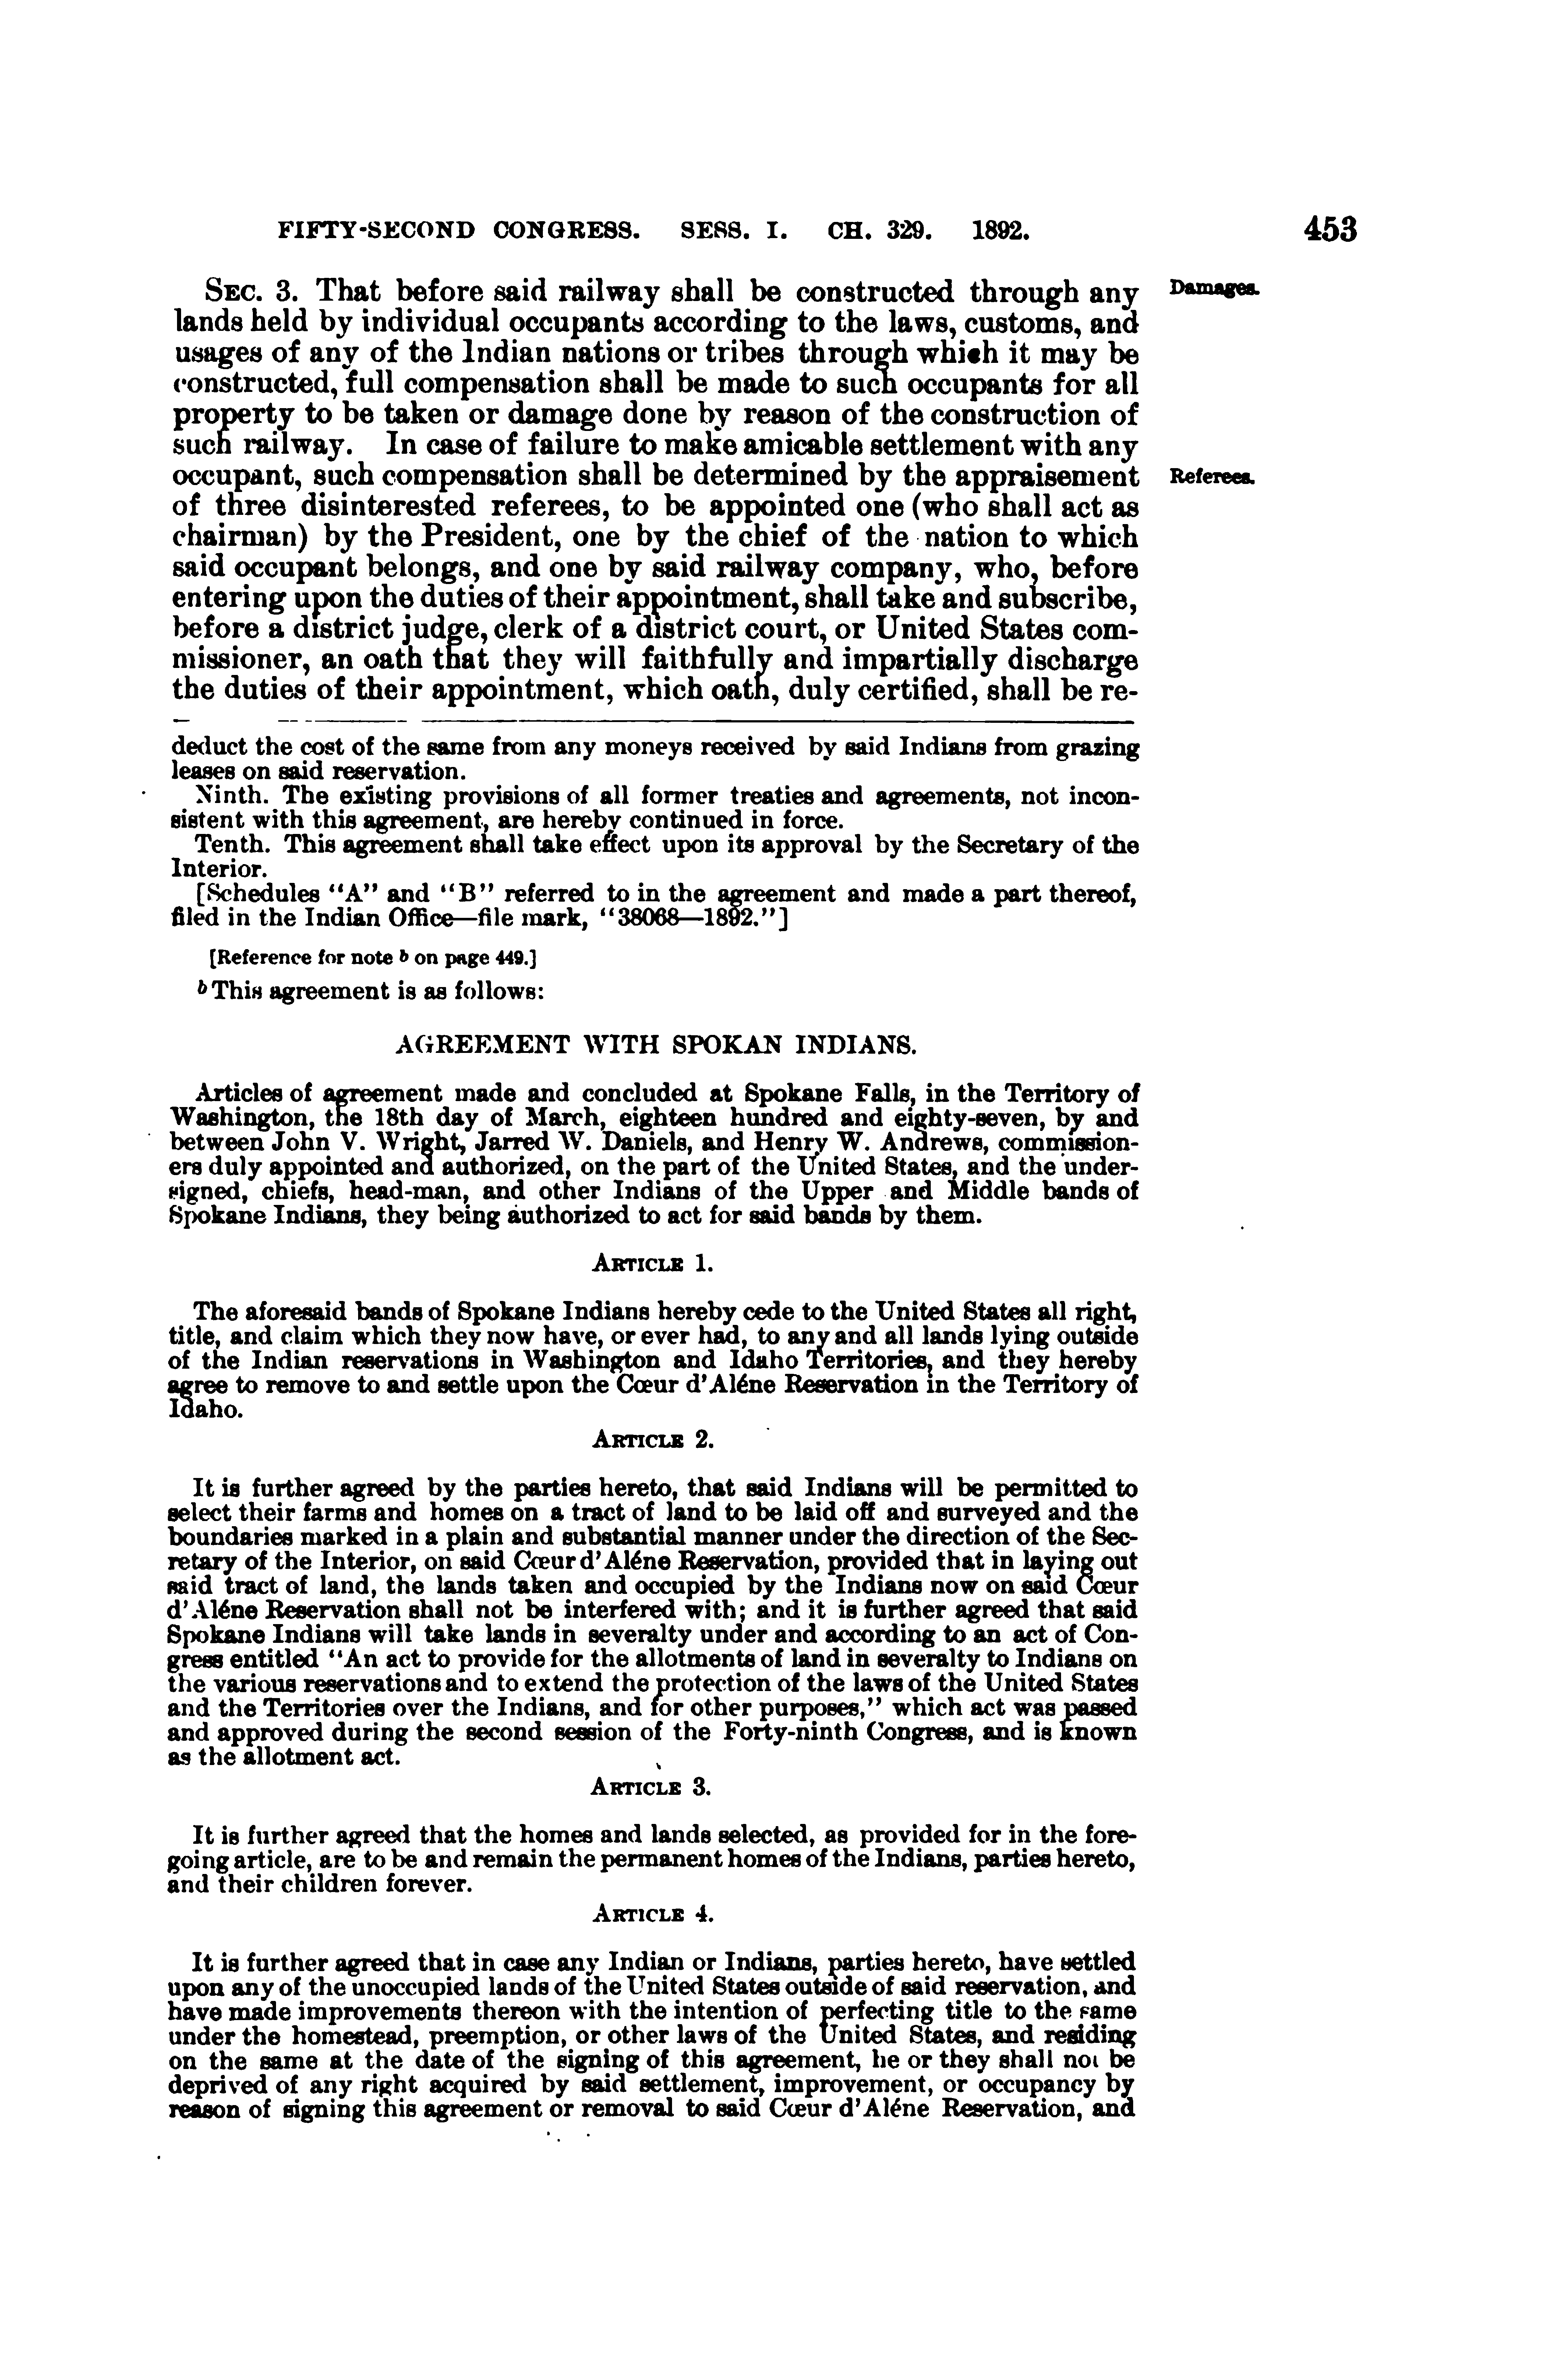 FIFTY-SECOND CONGRESS. SESS. I. CH. 329. 1892. 453
SEC. 3. That before said railway shall be constructed through any
Damages.
lands held by individual occupants according to the laws, customs, and
usages of any of the Indian nations or tribes through which it may be
constructed, full compensation shall be made to such occupants for all
property to be taken or damage done by reason of the construction of
such railway. In case of failure to make amicable settlement with any
occupant, such compensation shall be determined by the appraisement
Referees.
of three disinterested referees, to be appointed one (who shall act as
chairman) by the President, one by the chief of the nation to which
said occupant belongs, and one by said railway company, who, before
entering upon the duties of their appointment, shall take and subscribe,
before a district judge, clerk of a district court, or United States com-
missioner, an oath that they will faithfully and impartially discharge
the duties of their appointment, which oath, duly certified, shall be re-
deduct the cost of the same from any moneys received by said Indians from grazing
leases on said reservation.
Ninth. The existing provisions of all former treaties and agreements, not incon-
sistent with this agreement, are hereby continued in force.
Tenth. This agreement shall take effect upon its approval by the Secretary of the
Interior.
[Schedules "A" and "B" referred to in the agreement and made a part thereof,
filed in the Indian Office—file mark, "38068—1892."]
[Reference for note b on page 449.]
b This agreement is as follows:
AGREEMENT WITH SPOKAN INDIANS.
Articles of agreement made and concluded at Spokane Falls, in the Territory of
Washington, the 18th day of March, eighteen hundred and eighty-seven, by and
between John V. Wright, Jarred W. Daniels, and Henry W. Andrews, commission-
ers duly appointed and authorized, on the part of the United States, and the under-
signed, chiefs, head-man, and other Indians of the Upper and Middle bands of
Spokane Indians, they being authorized to act for said bands by them.
ARTICLE 1.
The aforesaid bands of Spokane Indians hereby cede to the United States all right,
title, and claim which they now have, or ever had, to any and all lands lying outside
of the Indian reservations in Washington and Idaho Territories, and they hereby
agree to remove to and settle upon the Cœur d'Aléne Reservation in the Territory of
Idaho.
ARTICLE 2.
It is further agreed by the parties hereto, that said Indians will be permitted to
select their farms and homes on a tract of land to be laid off and surveyed and the
boundaries marked in a plain and substantial manner under the direction of the Sec-
retary of the Interior, on said Cœur d'Aléne Reservation, provided that in laying out
said tract of land, the lands taken and occupied by the Indians now on said Cœur
d'Aléne Reservation shall not be interfered with; and it is further agreed that said
Spokane Indians will take lands in severalty under and according to an act of Con-
gress entitled "An act to provide for the allotments of land in severalty to Indians on
the various reservations and to extend the protection of the laws of the United States
and the Territories over the Indians, and for other purposes," which act was passed
and approved during the second session of the Forty-ninth Congress, and is known
as the allotment act.
ARTICLE 3.
It is further agreed that the homes and lands selected, as provided for in the fore-
going article, are to be and remain the permanent homes of the Indians, parties hereto,
and their children forever.
ARTICLE 4.
It is further agreed that in case any Indian or Indians, parties hereto, have settled
upon any of the unoccupied lands of the United States outside of said reservation, and
have made improvements thereon with the intention of perfecting title to the same
under the homestead, preemption, or other laws of the United States, and residing
on the same at the date of the signing of this agreement, he or they shall not be
deprived of any right acquired by said settlement, improvement, or occupancy by
reason of signing this agreement or removal to said Cœur d'Aléne Reservation, and